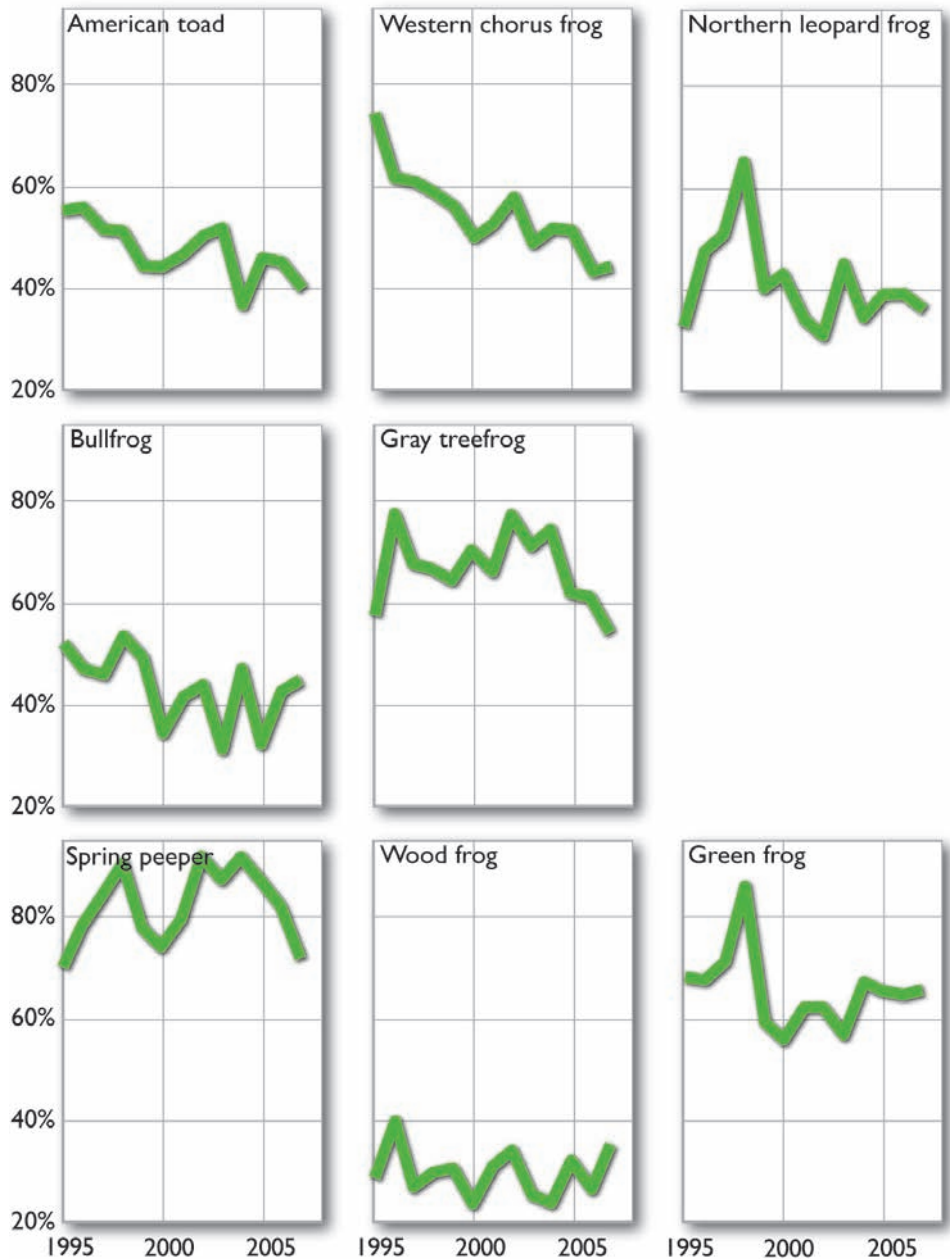 American toad
Western chorus frog
Northern leopard frog
80%
60%
40%
20%
Bullfrog
Gray treefrog
80%
60%
40%
20%
Spring peeper
Wood frog
Green frog
80%
60%
40%
20%
1995 2000 2005
1995 2000 2005
1995 2000 2005